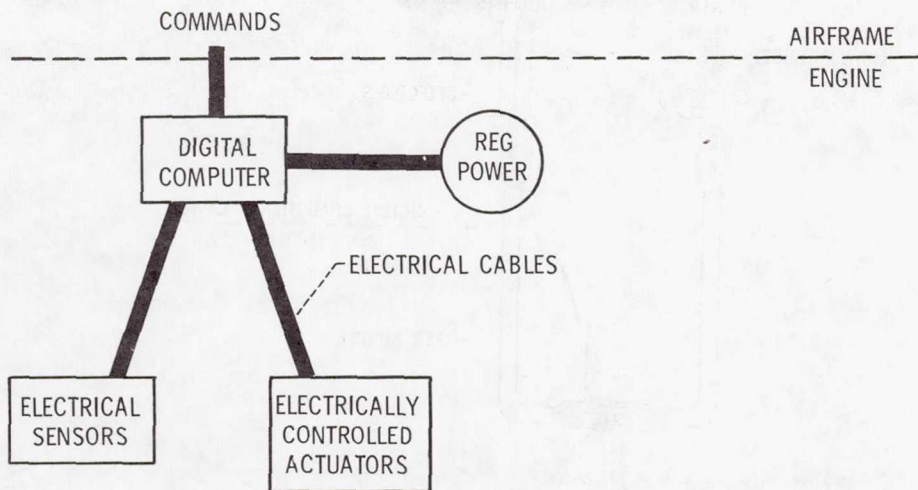 COMMANDS
AIRFRAME
ENGINE
DIGITAL
COMPUTER
REG
POWER
ELECTRICAL CABLES
ELECTRICAL
SENSORS
ELECTRICALLY
CONTROLLED
ACTUATORS